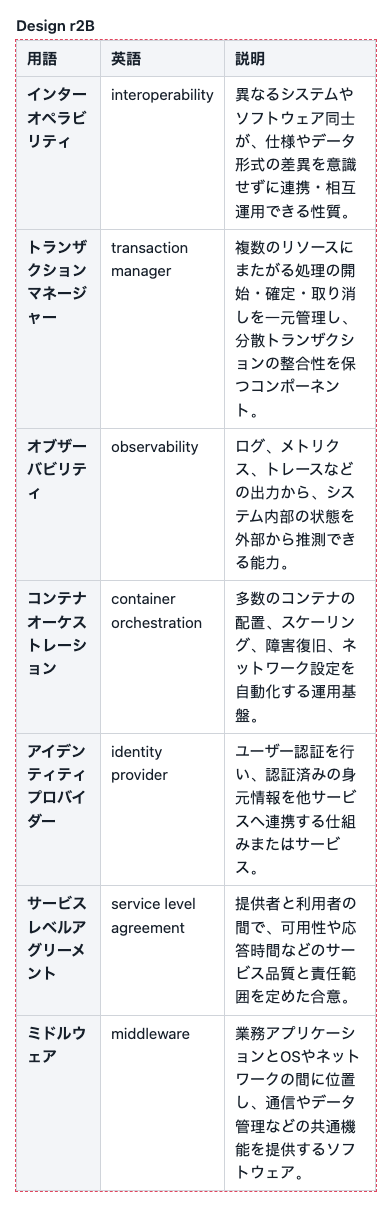 Design r2B
用語 英語 説明
インター interoperability 異なるシステムや
オペラビ ソフトウェア同士
リティ が、仕様やデータ
形式の差異を意識
せずに連携・相互
運用できる性質。
トランザ transaction 複数のリソースに
クション manager またがる処理の開
マネージ 始・確定・取り消
ャー しを一元管理し、
分散トランザクシ
ョンの整合性を保
つコンポーネン
ト。
オブザー observability ログ、メトリク
バビリテ ス、トレースなど
ィ の出力から、シス
テム内部の状態を
外部から推測でき
る能力。
コンテナ container 多数のコンテナの
オーケス orchestration 配置、スケーリン
トレーシ グ、障害復旧、ネ
ョン ットワーク設定を
自動化する運用基
盤。
アイデン identity ユーザー認証を行
ティティ provider い、認証済みの身
プロバイ 元情報を他サービ
ダー スへ連携する仕組
みまたはサービ
ス。
サービス service level 提供者と利用者の
レベルア agreement 間で、可用性や応
グリーメ 答時間などのサー
ント ビス品質と責任範
囲を定めた合意。
ミドルウ middleware 業務アプリケーシ
ェア ョンとOSやネット
ワークの間に位置
し、通信やデータ
管理などの共通機
能を提供するソフ
トウェア。